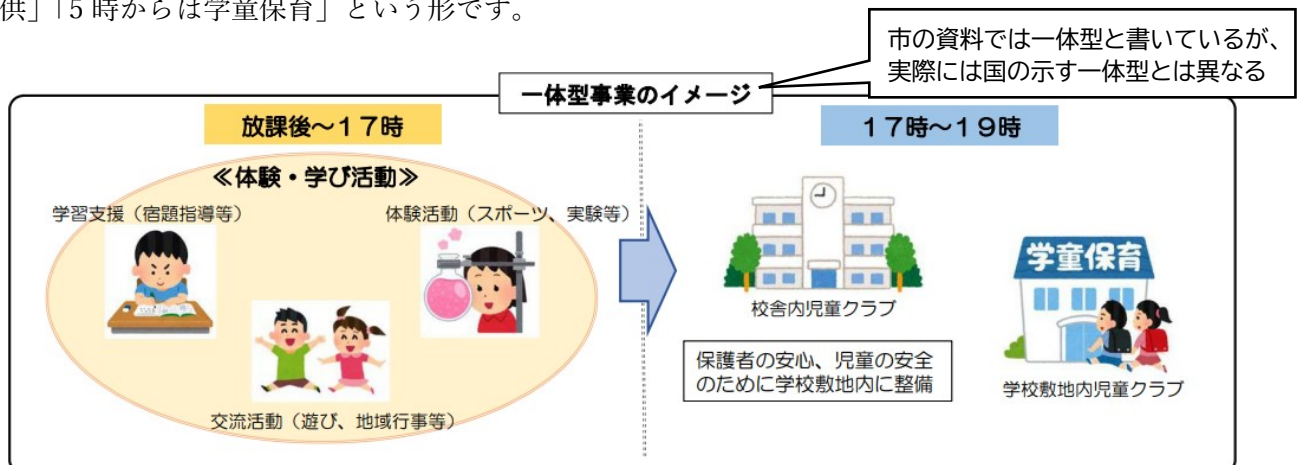 供」「5 時からは学童保育」という形です。
市の資料では一体型と書いているが、
実際には国の示す一体型とは異なる
一体型事業のイメージ
放課後～１７時
１７時～１９時
≪体験・学び活動≫
学習支援（宿題指導等）
体験活動（スポーツ、実験等）
交流活動（遊び、地域行事等）
校舎内児童クラブ
保護者の安心、児童の安全
のために学校敷地内に整備
学童保育
学校敷地内児童クラブ